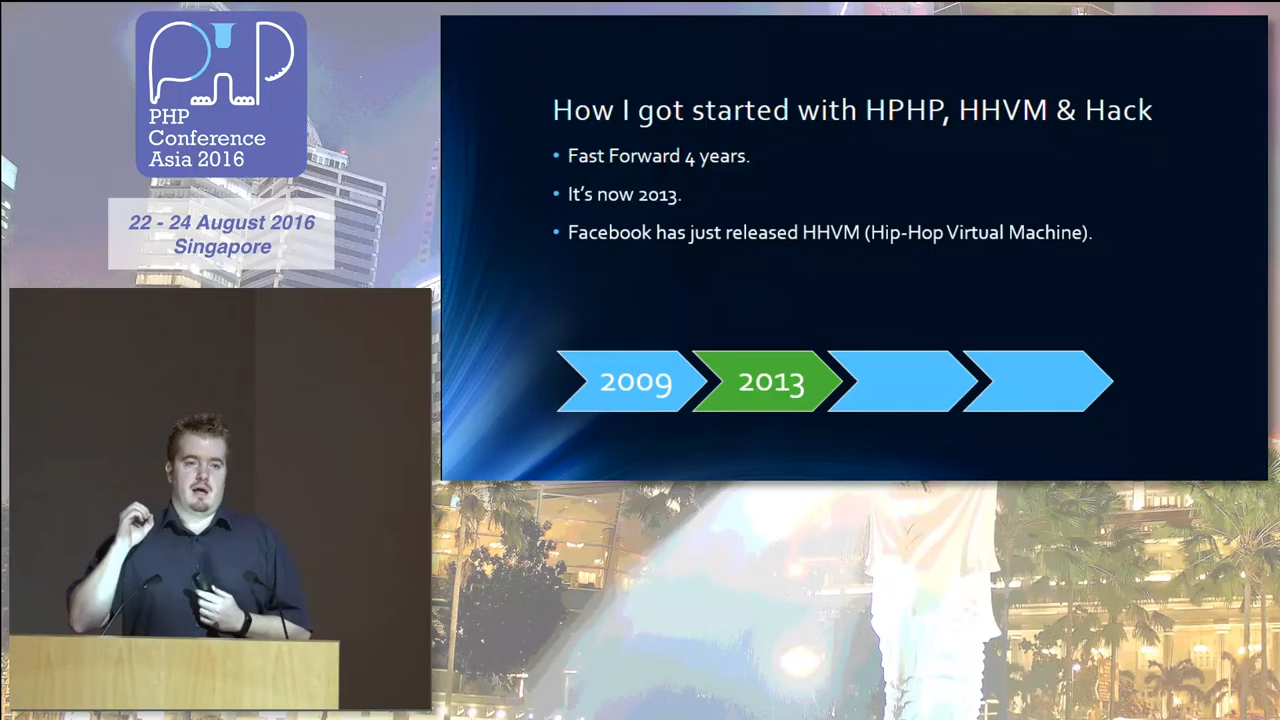 PHP
Conference
Asia 2016
22 - 24 August 2016
Singapore
How I got started with HPHP, HHVM & Hack
• Fast Forward 4 years.
• It's now 2013.
• Facebook has just released HHVM (Hip-Hop Virtual Machine).
2009
2013